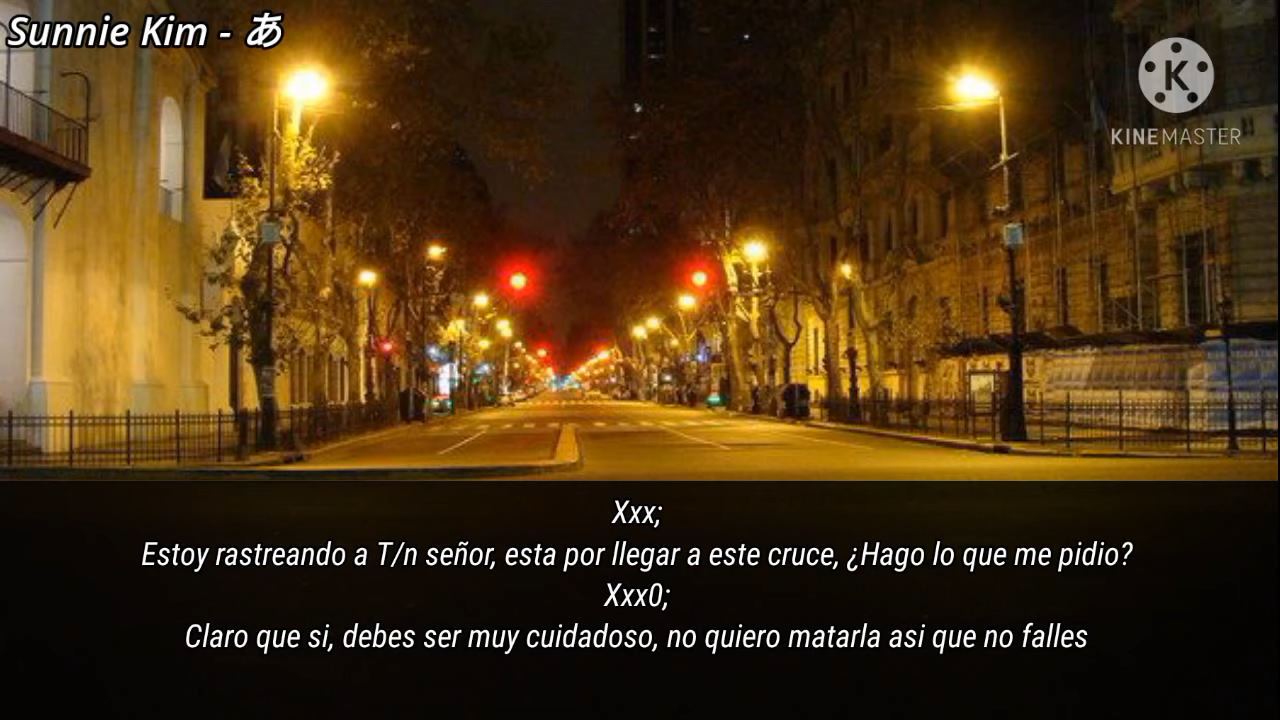 Sunnie Kim - あ
KINEMASTER
Xxx;
Estoy rastreando a T/n señor, esta por llegar a este cruce, ¿Hago lo que me pidio?
Xxx0;
Claro que si, debes ser muy cuidadoso, no quiero matarla asi que no falles